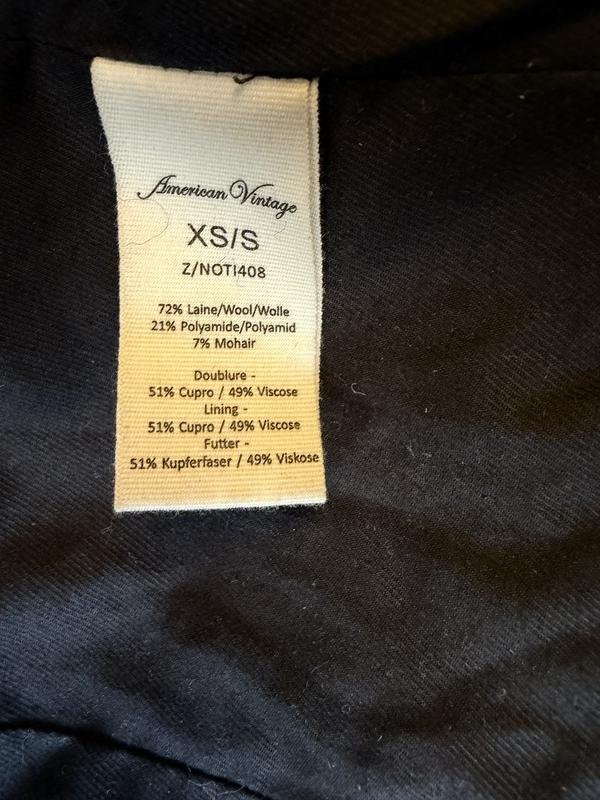 American Vintage
XS/S
Z/NOTI408
72% Laine/Wool/Wolle
21% Polyamide/Polyamid
7% Mohair
Doublure -
51% Cupro / 49% Viscose
Lining -
51% Cupro / 49% Viscose
Futter -
51% Kupferfaser / 49% Viskose